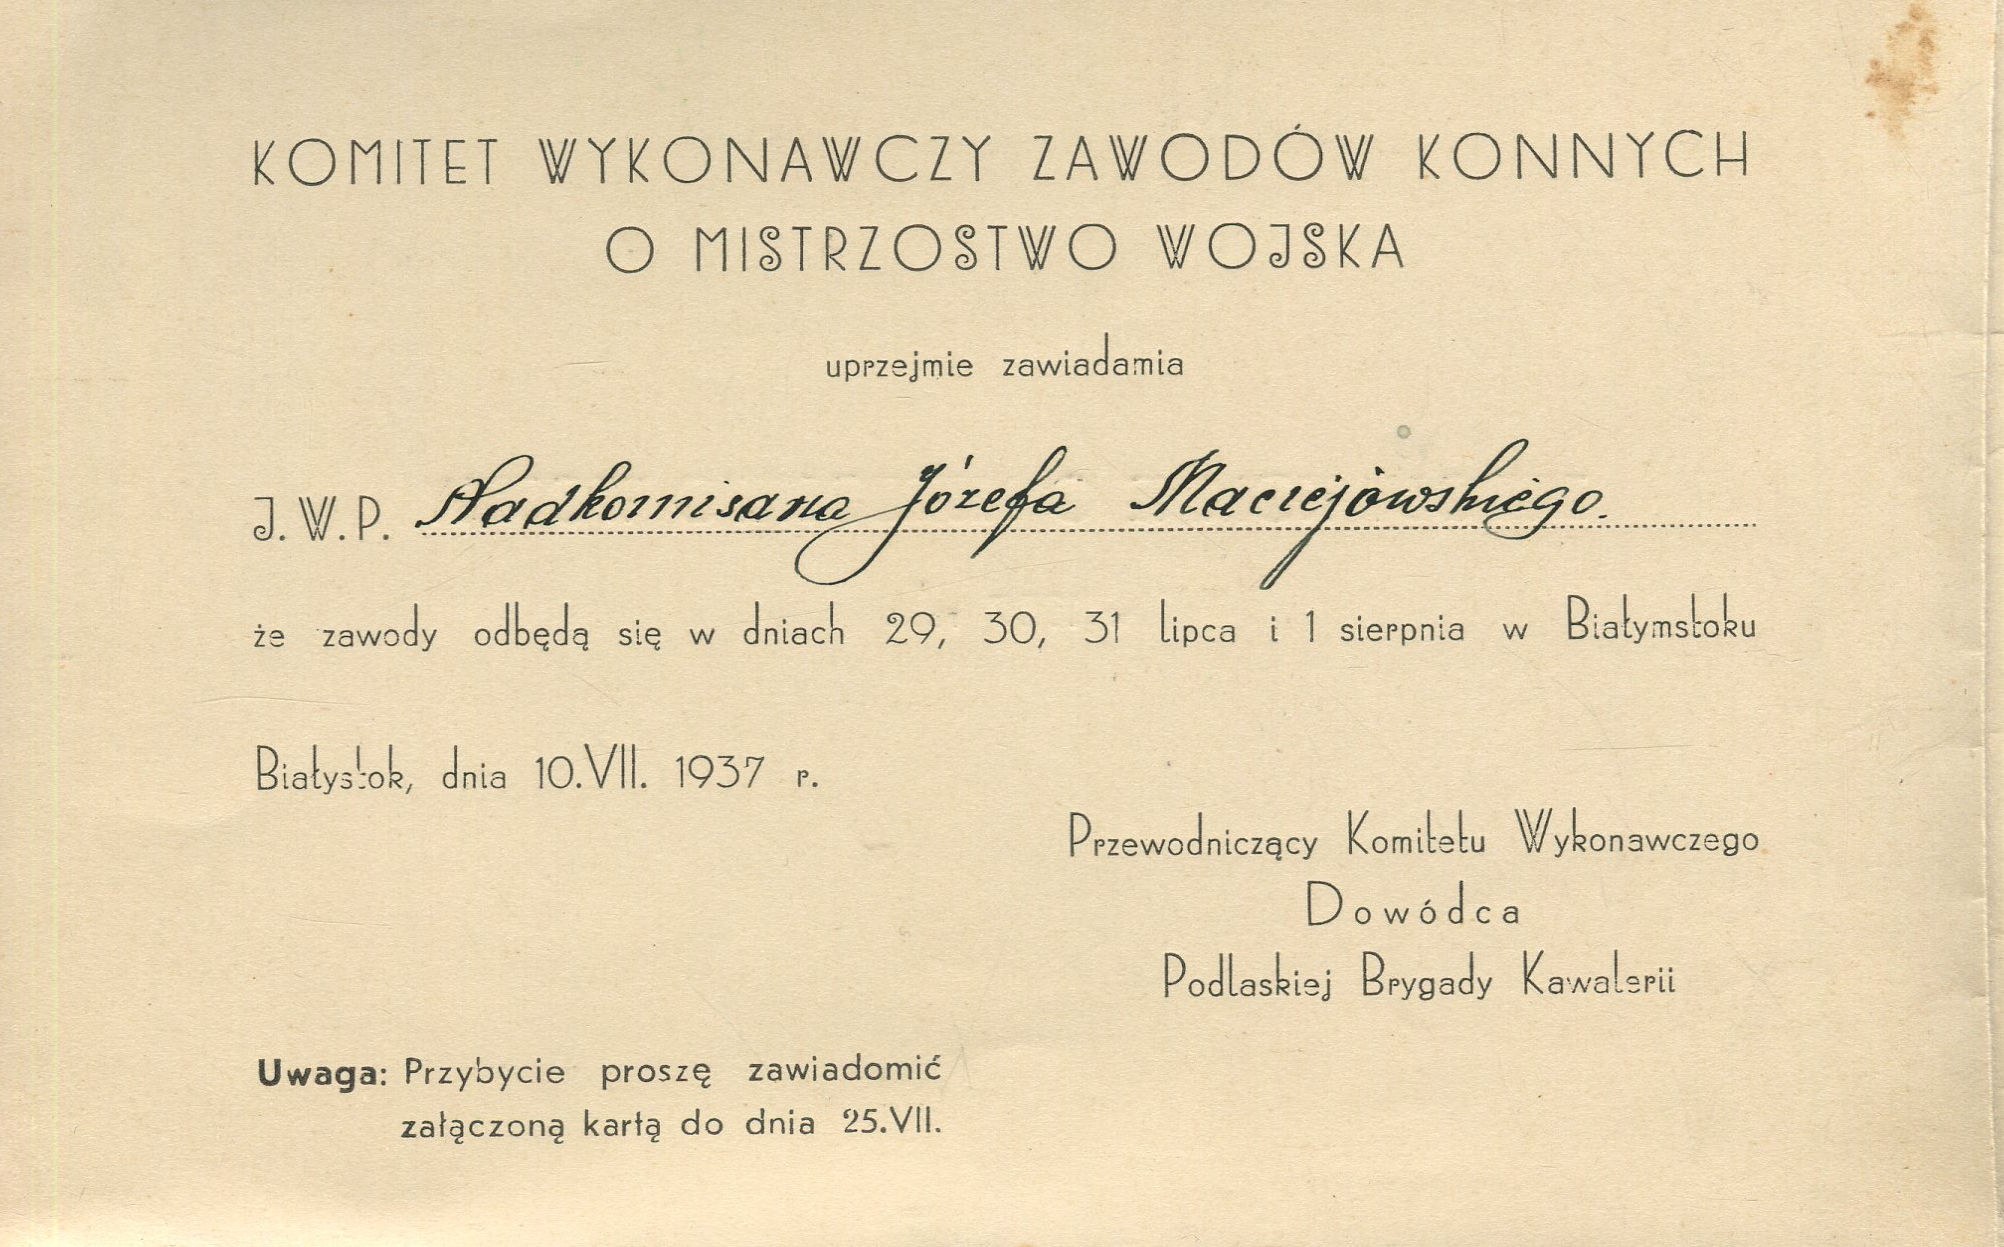 KOMITET WYKONAWCZY ZAWODÓW KONNYCH
O MISTRZOSTWO WOJSKA
uprzejmie zawiadamia
J.W.P. Nadkomisarza Józefa Maciejowskiego.
że zawody odbędą się w dniach 29, 30, 31 lipca i 1 sierpnia w Białymstoku
Białystok, dnia 10.VII. 1937 r.
Przewodniczący Komitetu Wykonawczego
Dowódca
Podlaskiej Brygady Kawalerii
Uwaga: Przybycie proszę zawiadomić
załączoną kartą do dnia 25.VII.